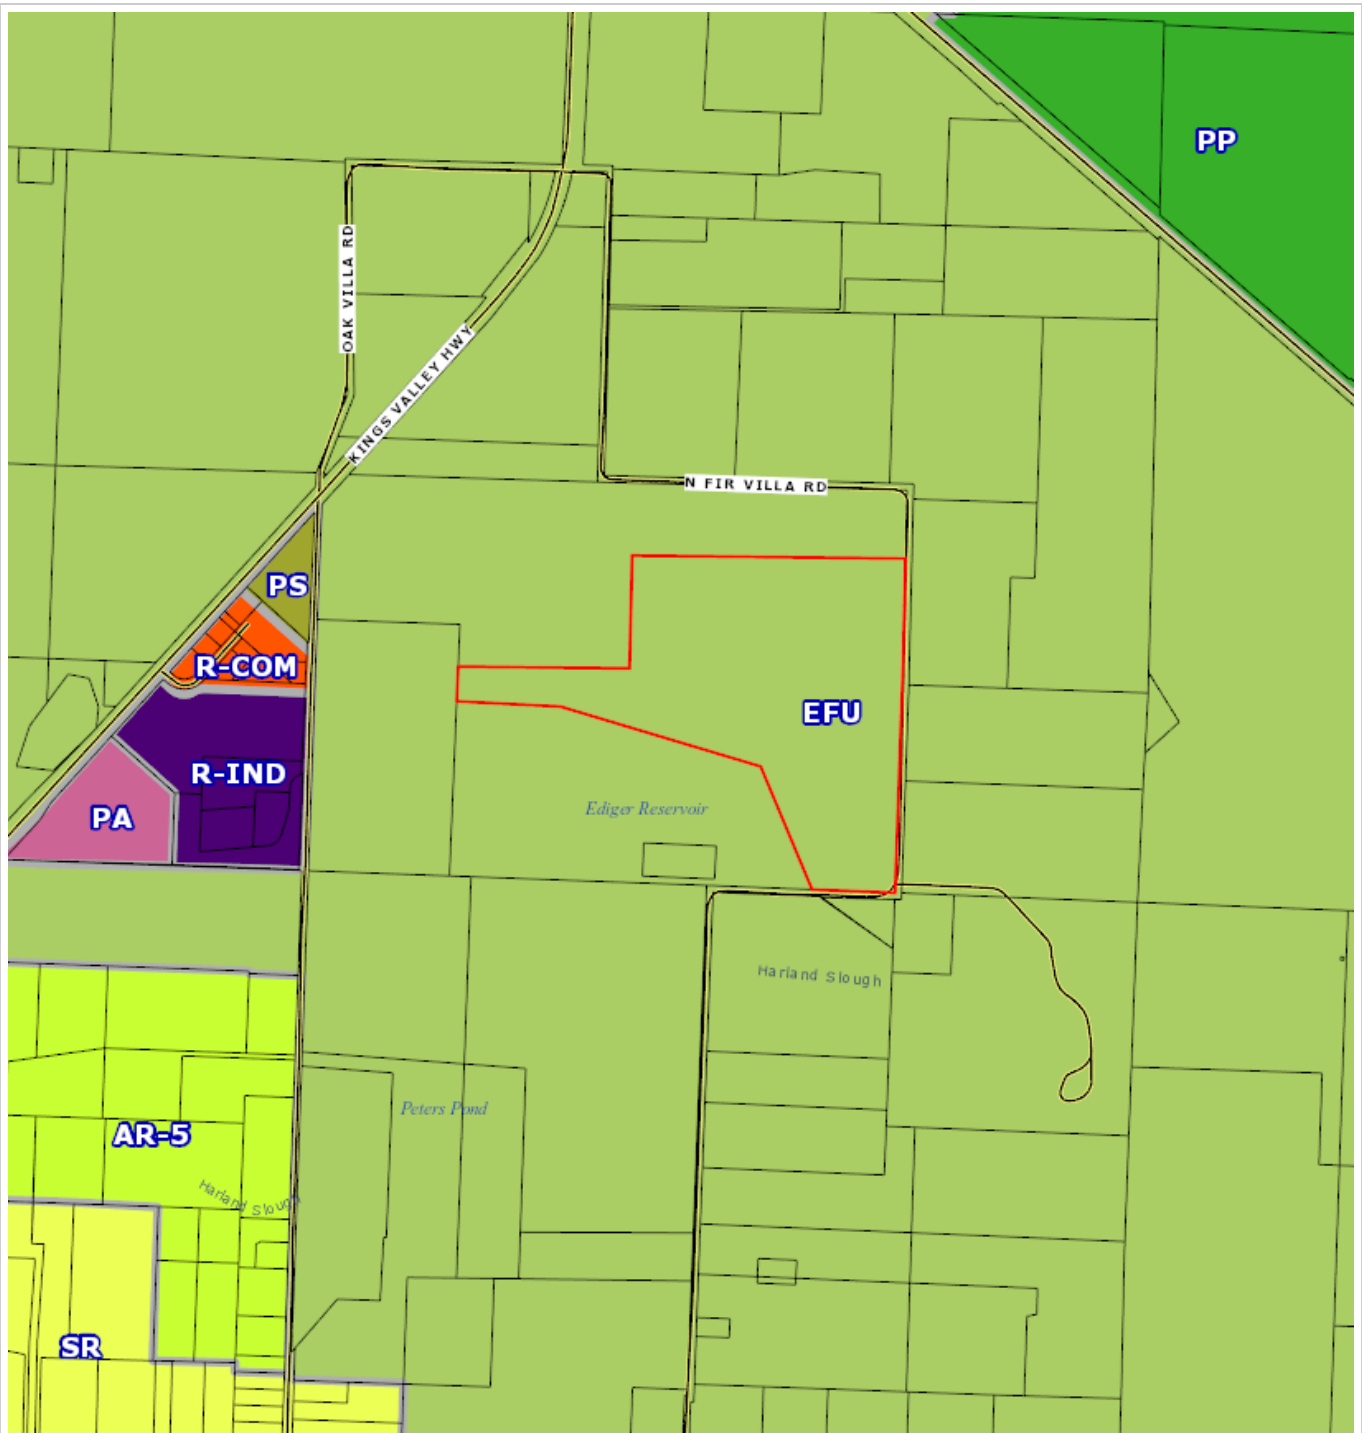 PP
OAK VILLA RD
KINGS VALLEY HWY
N FIR VILLA RD
PS
R-COM
EFU
R-IND
PA
Ediger Reservoir
Harland Slough
Peters Pond
AR-5
Harland Slough
SR